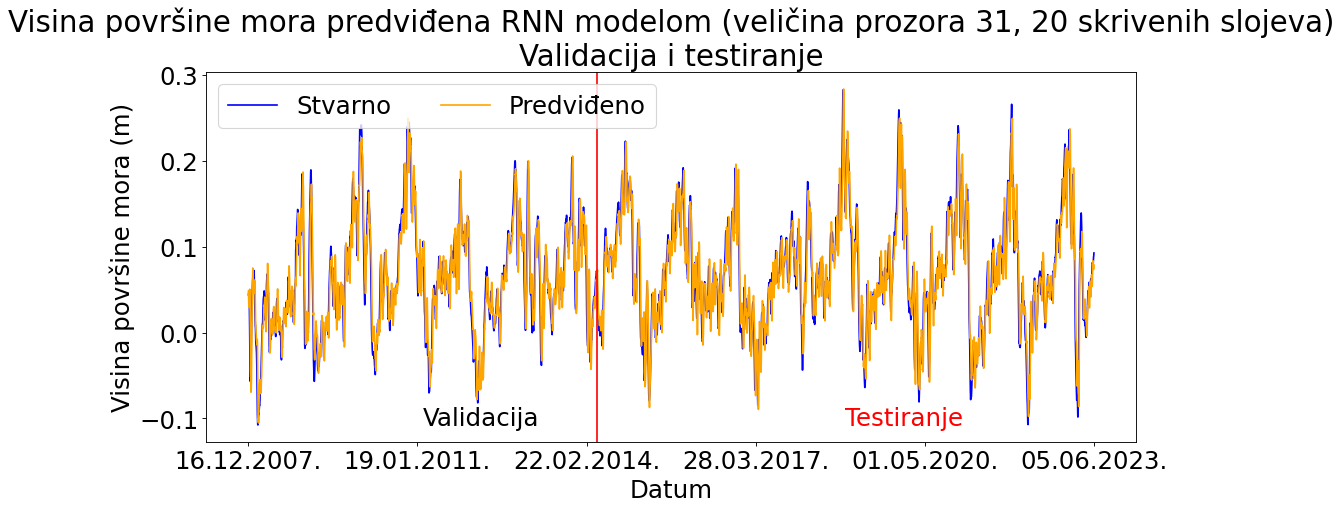 Visina površine mora predviđena RNN modelom (veličina prozora 31, 20 skrivenih slojeva)
Validacija i testiranje
Stvarno
Predviđeno
Visina površine mora (m)
0.3
0.2
0.1
0.0
−0.1
Validacija
Testiranje
16.12.2007.
19.01.2011.
22.02.2014.
28.03.2017.
01.05.2020.
05.06.2023.
Datum